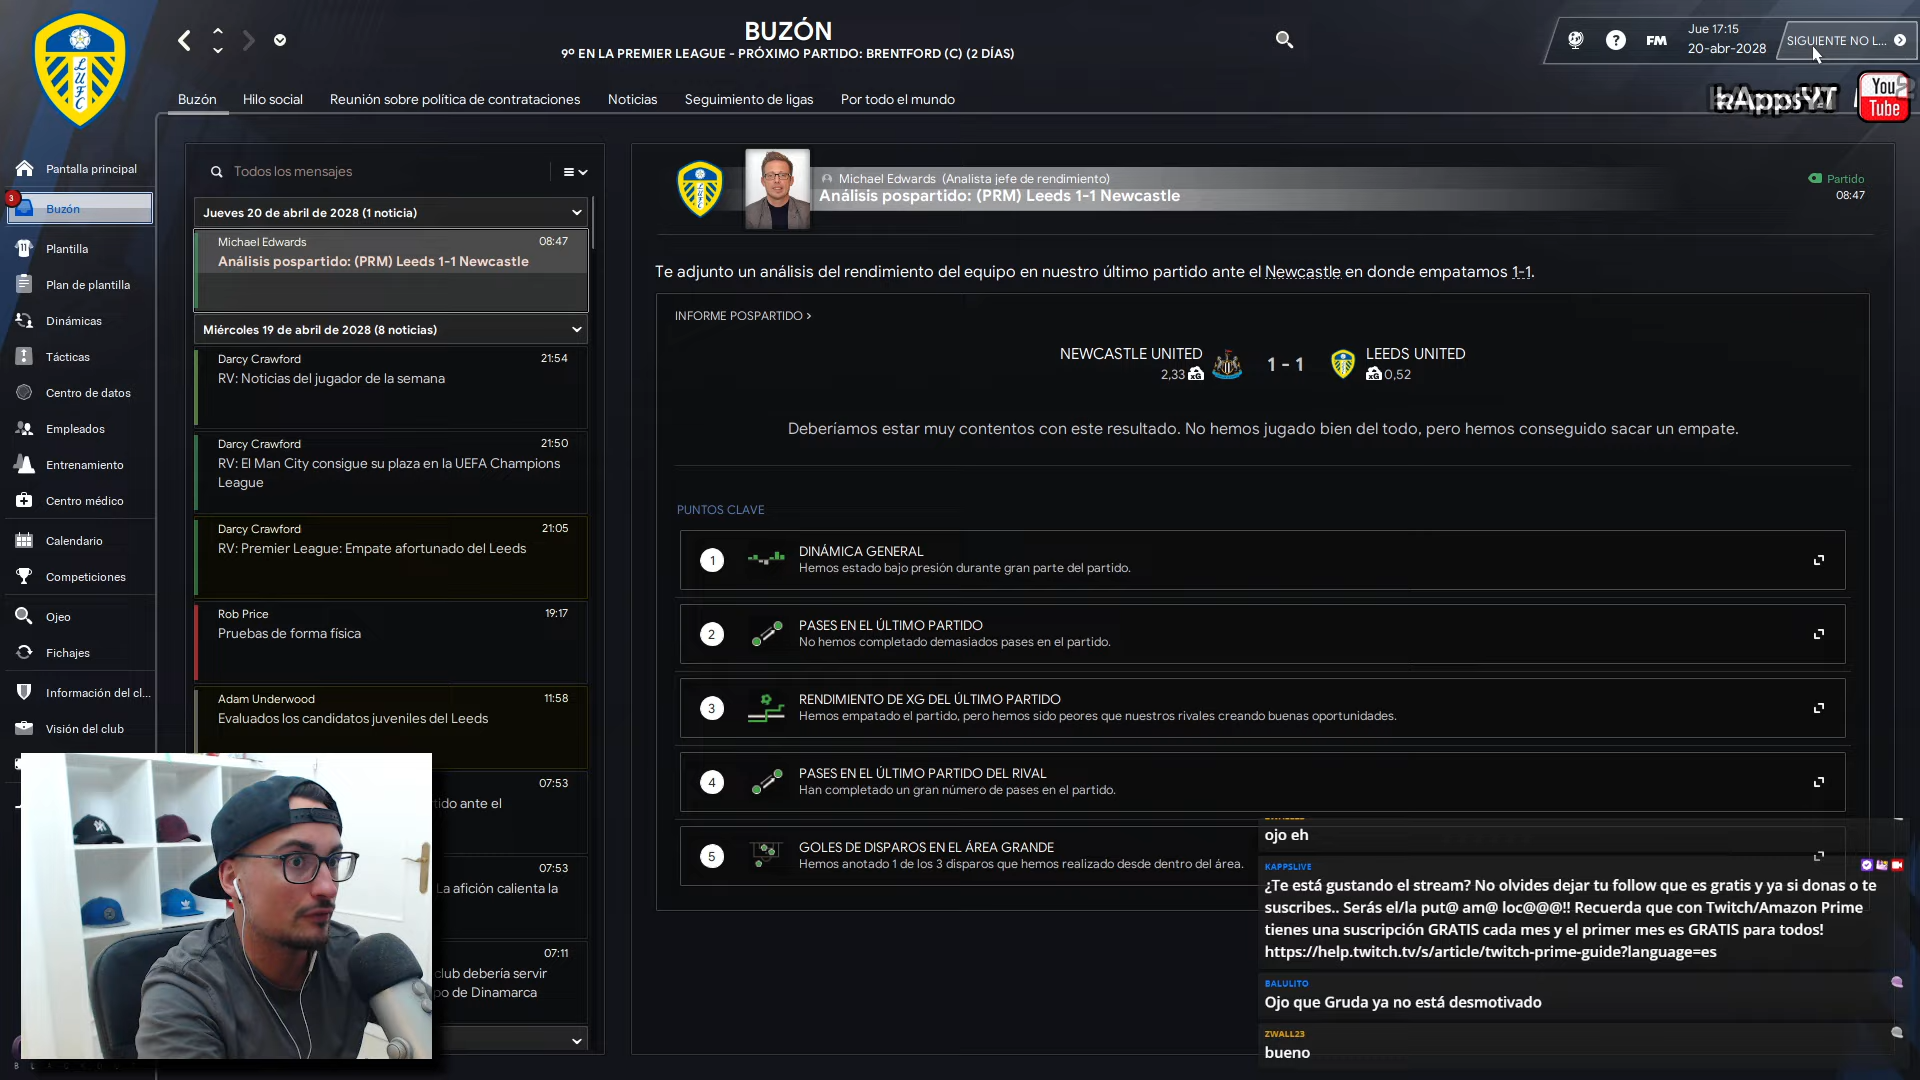 BUZÓN
9º EN LA PREMIER LEAGUE - PRÓXIMO PARTIDO: BRENTFORD (C) (2 DÍAS)
FM
Jue 17:15
20-abr-2028
SIGUIENTE NO L...
kAppsYT
You
Tube
LUFC
Buzón
Hilo social
Reunión sobre política de contrataciones
Noticias
Seguimiento de ligas
Por todo el mundo
Pantalla principal
3
Buzón
Plantilla
Plan de plantilla
Dinámicas
Tácticas
Centro de datos
Empleados
Entrenamiento
Centro médico
Calendario
Competiciones
Ojeo
Fichajes
Información del cl...
Visión del club
Todos los mensajes
Jueves 20 de abril de 2028 (1 noticia)
Michael Edwards
08:47
Análisis pospartido: (PRM) Leeds 1-1 Newcastle
Miércoles 19 de abril de 2028 (8 noticias)
Darcy Crawford
21:54
RV: Noticias del jugador de la semana
Darcy Crawford
21:50
RV: El Man City consigue su plaza en la UEFA Champions
League
Darcy Crawford
21:05
RV: Premier League: Empate afortunado del Leeds
Rob Price
19:17
Pruebas de forma física
Adam Underwood
11:58
Evaluados los candidatos juveniles del Leeds
07:53
tido ante el
07:53
La afición calienta la
07:11
club debería servir
po de Dinamarca
Michael Edwards (Analista jefe de rendimiento)
Análisis pospartido: (PRM) Leeds 1-1 Newcastle
Partido
08:47
Te adjunto un análisis del rendimiento del equipo en nuestro último partido ante el Newcastle en donde empatamos 1-1.
INFORME POSPARTIDO >
NEWCASTLE UNITED
2,33 xG
1 - 1
LEEDS UNITED
xG 0,52
Deberíamos estar muy contentos con este resultado. No hemos jugado bien del todo, pero hemos conseguido sacar un empate.
PUNTOS CLAVE
1
DINÁMICA GENERAL
Hemos estado bajo presión durante gran parte del partido.
2
PASES EN EL ÚLTIMO PARTIDO
No hemos completado demasiados pases en el partido.
3
RENDIMIENTO DE XG DEL ÚLTIMO PARTIDO
Hemos empatado el partido, pero hemos sido peores que nuestros rivales creando buenas oportunidades.
4
PASES EN EL ÚLTIMO PARTIDO DEL RIVAL
Han completado un gran número de pases en el partido.
5
GOLES DE DISPAROS EN EL ÁREA GRANDE
Hemos anotado 1 de los 3 disparos que hemos realizado desde dentro del área.
ojo eh
KAPPSLIVE
¿Te está gustando el stream? No olvides dejar tu follow que es gratis y ya si donas o te
suscribes.. Serás el/la put@ am@ loc@@@!! Recuerda que con Twitch/Amazon Prime
tienes una suscripción GRATIS cada mes y el primer mes es GRATIS para todos!
https://help.twitch.tv/s/article/twitch-prime-guide?language=es
BALULITO
Ojo que Gruda ya no está desmotivado
ZWALL23
bueno